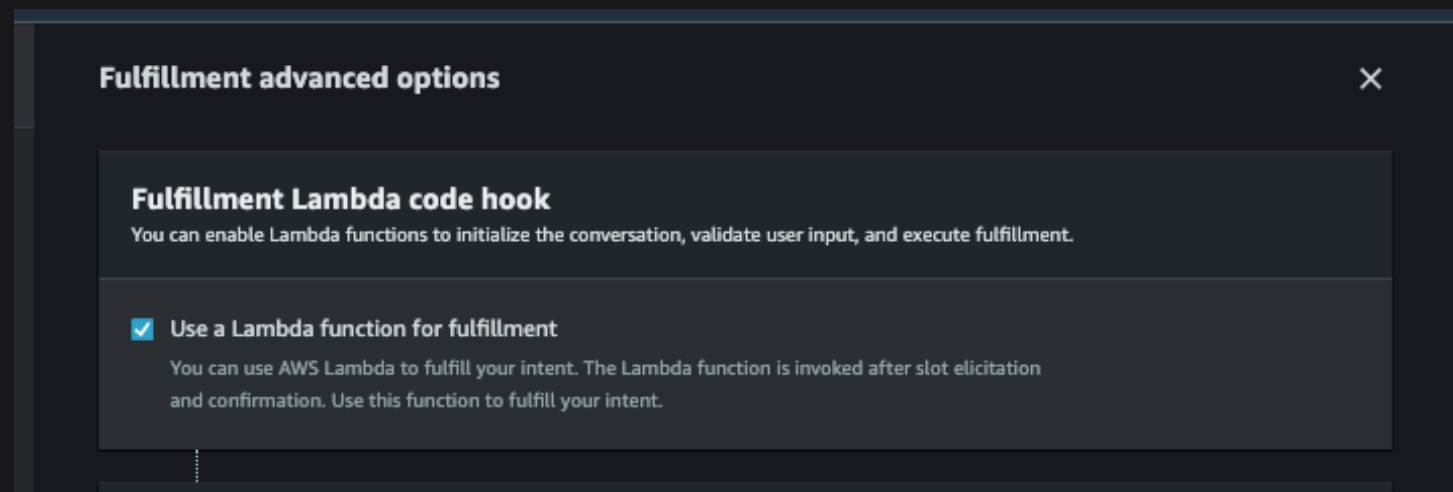 Fulfillment advanced options
Fulfillment Lambda code hook
You can enable Lambda functions to initialize the conversation, validate user input, and execute fulfillment.
Use a Lambda function for fulfillment
You can use AWS Lambda to fulfill your intent. The Lambda function is invoked after slot elicitation
and confirmation. Use this function to fulfill your intent.